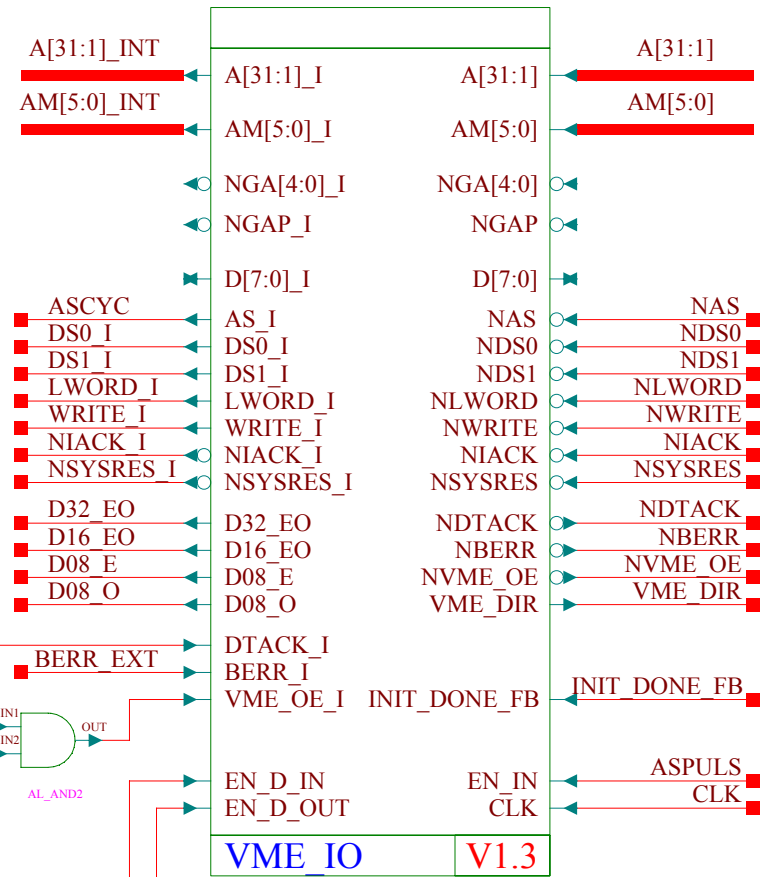 A[31:1]_INT A[31:1]
A[31:1]_I A[31:1]
AM[5:0]_INT AM[5:0]
AM[5:0]_I AM[5:0]
NGA[4:0]_I NGA[4:0]
NGAP_I NGAP
D[7:0]_I D[7:0]
ASCYC AS_I NAS NAS
DS0_I DS0_I NDS0 NDS0
DS1_I DS1_I NDS1 NDS1
LWORD_I LWORD_I NLWORD NLWORD
WRITE_I WRITE_I NWRITE NWRITE
NIACK_I NIACK_I NIACK NIACK
NSYSRES_I NSYSRES_I NSYSRES NSYSRES
D32_EO D32_EO NDTACK NDTACK
D16_EO D16_EO NBERR NBERR
D08_E D08_E NVME_OE NVME_OE
D08_O D08_O VME_DIR VME_DIR
DTACK_I
BERR_EXT BERR_I
VME_OE_I INIT_DONE_FB INIT_DONE_FB
IN1 OUT
IN2
AL_AND2
EN_D_IN EN_IN ASPULS
EN_D_OUT CLK CLK
VME_IO V1.3